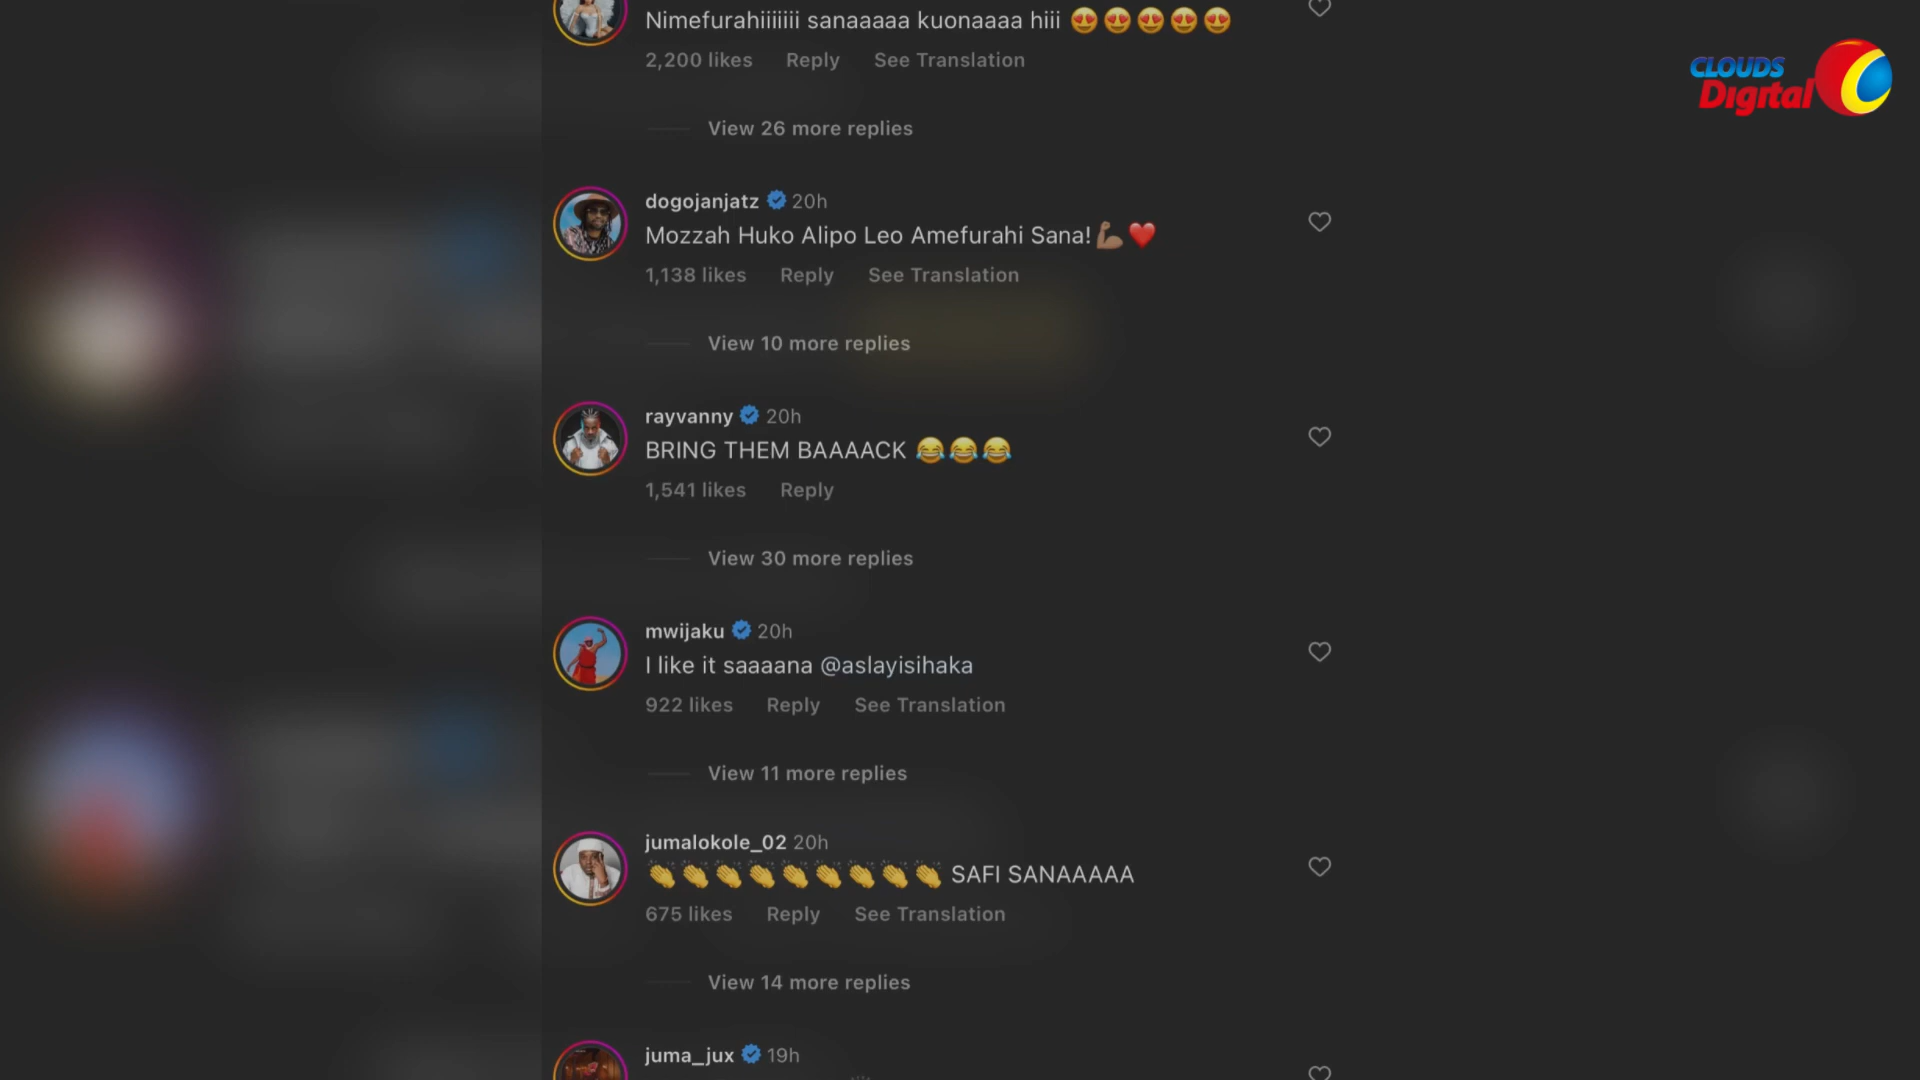 Nimefurahiiiiiii sanaaaaa kuonaaaa hiii 😍😍😍😍😍
2,200 likes Reply See Translation
View 26 more replies
CLOUDS
Digital
dogojanjatz 20h
Mozzah Huko Alipo Leo Amefurahi Sana!💪🏽❤️
1,138 likes Reply See Translation
View 10 more replies
rayvanny 20h
BRING THEM BAAAACK 😂😂😂
1,541 likes Reply
View 30 more replies
mwijaku 20h
I like it saaaana @aslayisihaka
922 likes Reply See Translation
View 11 more replies
jumalokole_02 20h
👏👏👏👏👏👏👏👏👏 SAFI SANAAAAA
675 likes Reply See Translation
View 14 more replies
juma_jux 19h